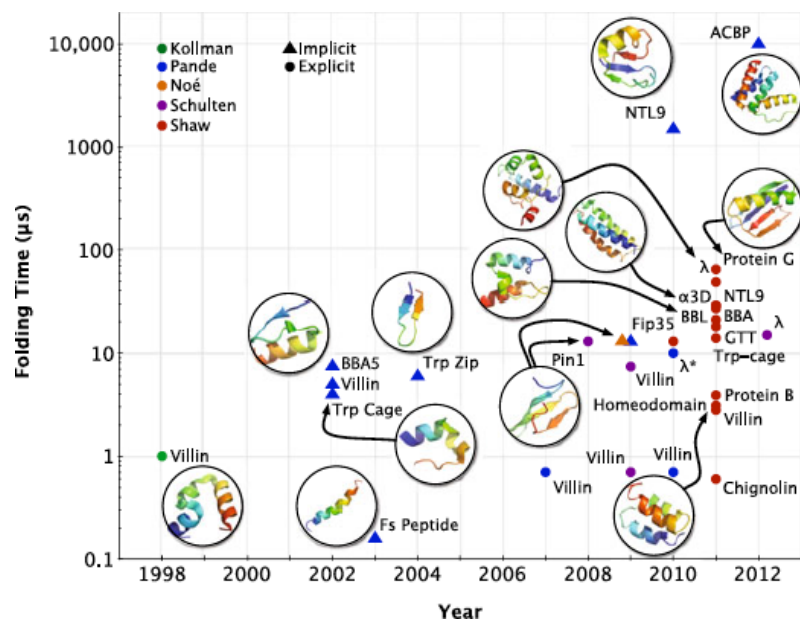 10,000
1000
100
10
1
0.1
Folding Time (µs)
Kollman
Pande
Noé
Schulten
Shaw
Implicit
Explicit
ACBP
NTL9
Protein G
λ
α3D
NTL9
BBL
BBA
λ
Fip35
GTT
Pin1
Trp-cage
λ*
Villin
BBA5
Trp Zip
Villin
Trp Cage
Protein B
Homeodomain
Villin
Villin
Villin
Villin
Villin
Chignolin
Fs Peptide
1998
2000
2002
2004
2006
2008
2010
2012
Year